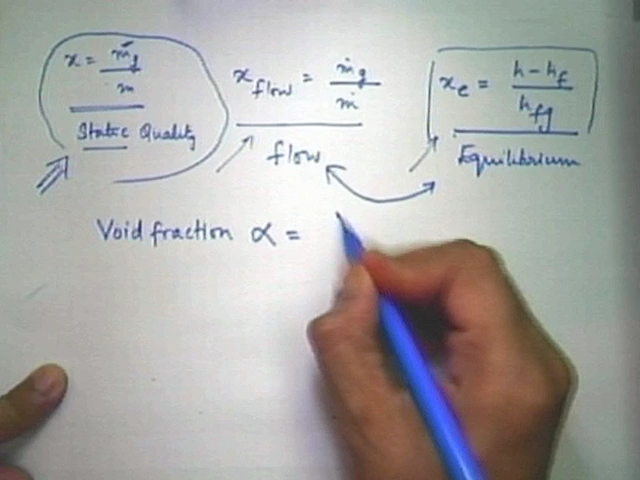 x = m_g / m
Static Quality
x_flow = ṁ_g / ṁ
flow
x_e = h - h_f / h_fg
Equilibrium
Void fraction α =